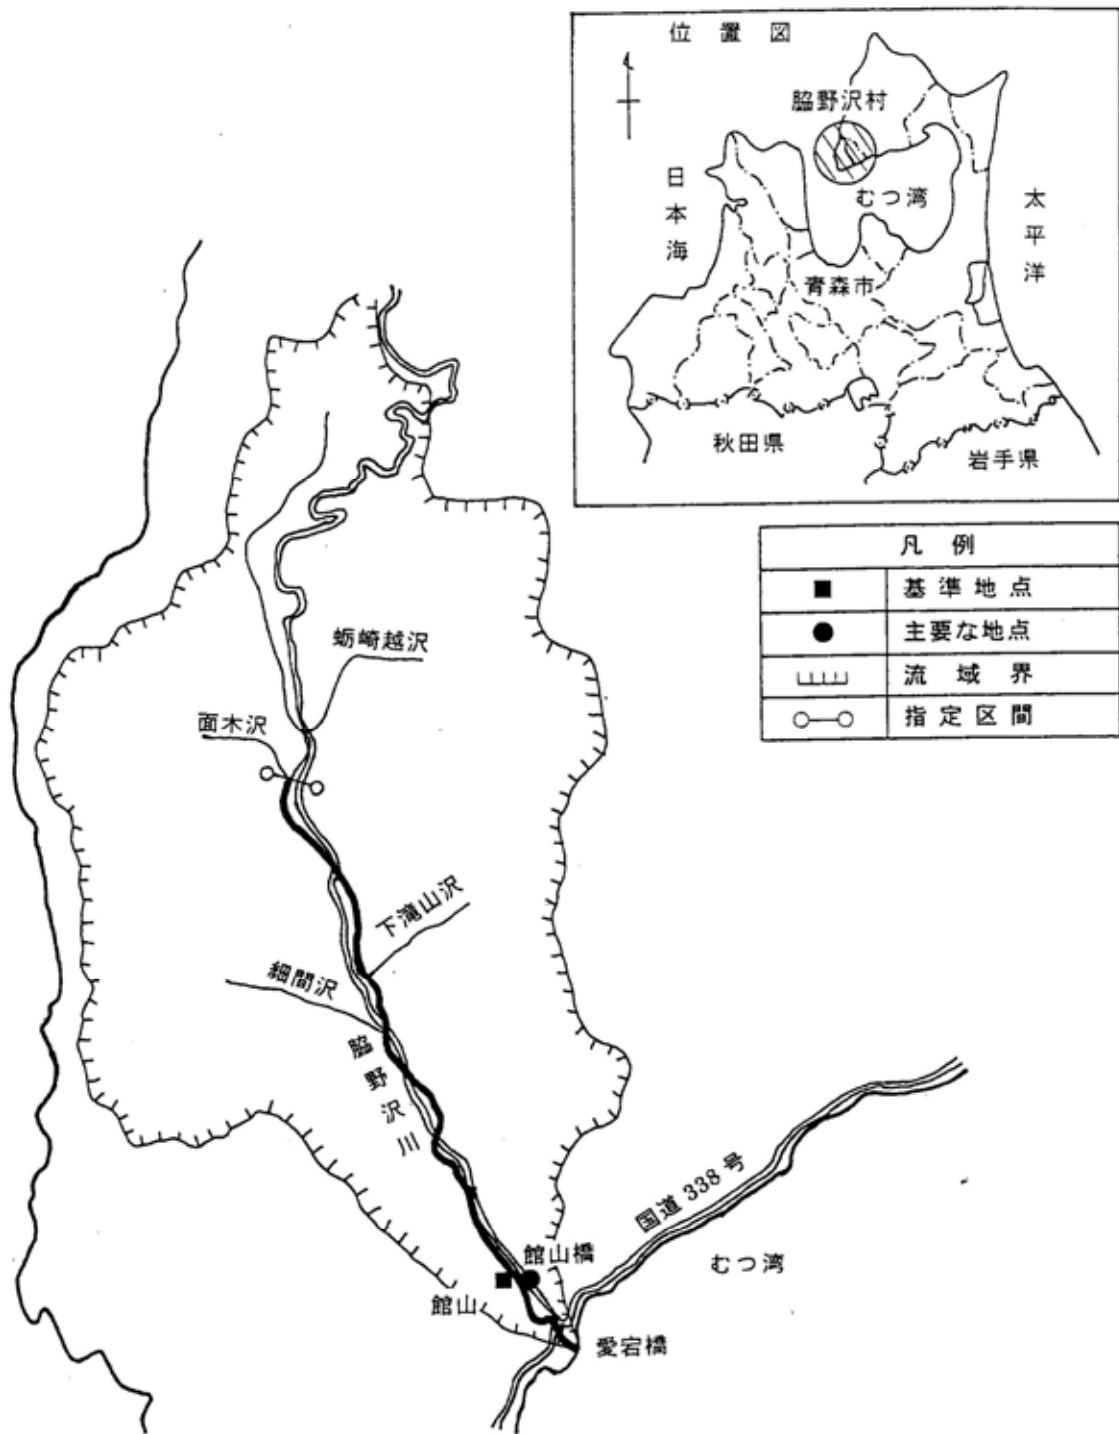 位置図
脇野沢村
日本海
むつ湾
太平洋
青森市
秋田県
岩手県
凡例
基準地点
主要な地点
流域界
指定区間
蛎崎越沢
面木沢
下滝山沢
細間沢
脇野沢川
国道338号
館山橋
むつ湾
館山
愛宕橋